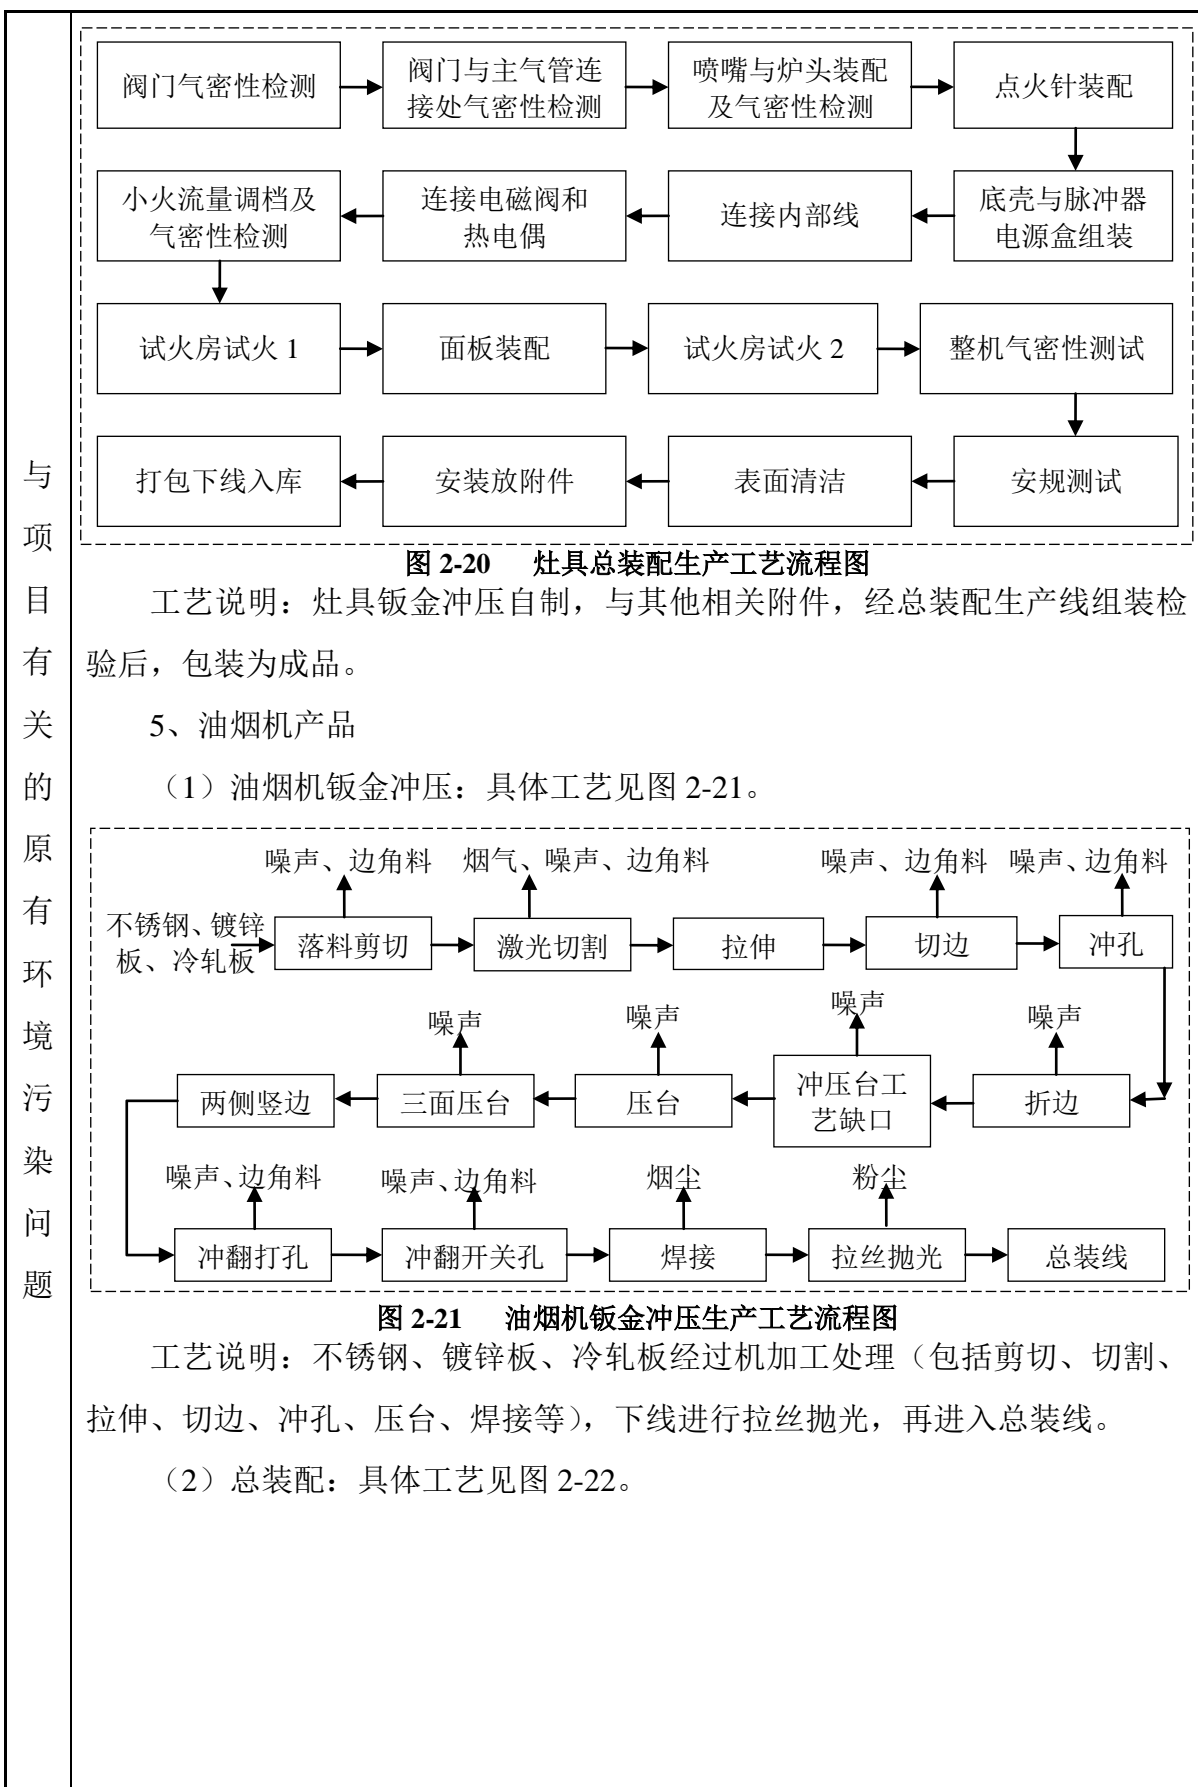 与
项
目
有
关
的
原
有
环
境
污
染
问
题
阀门气密性检测
阀门与主气管连
接处气密性检测
喷嘴与炉头装配
及气密性检测
点火针装配
小火流量调档及
气密性检测
连接电磁阀和
热电偶
连接内部线
底壳与脉冲器
电源盒组装
试火房试火 1
面板装配
试火房试火 2
整机气密性测试
打包下线入库
安装放附件
表面清洁
安规测试
图 2-20 灶具总装配生产工艺流程图
工艺说明：灶具钣金冲压自制，与其他相关附件，经总装配生产线组装检
验后，包装为成品。
5、油烟机产品
（1）油烟机钣金冲压：具体工艺见图 2-21。
噪声、边角料
烟气、噪声、边角料
噪声、边角料
噪声、边角料
不锈钢、镀锌
板、冷轧板
落料剪切
激光切割
拉伸
切边
冲孔
噪声
噪声
噪声
噪声
两侧竖边
三面压台
压台
冲压台工
艺缺口
折边
噪声、边角料
噪声、边角料
烟尘
粉尘
冲翻打孔
冲翻开关孔
焊接
拉丝抛光
总装线
图 2-21 油烟机钣金冲压生产工艺流程图
工艺说明：不锈钢、镀锌板、冷轧板经过机加工处理（包括剪切、切割、
拉伸、切边、冲孔、压台、焊接等），下线进行拉丝抛光，再进入总装线。
（2）总装配：具体工艺见图 2-22。